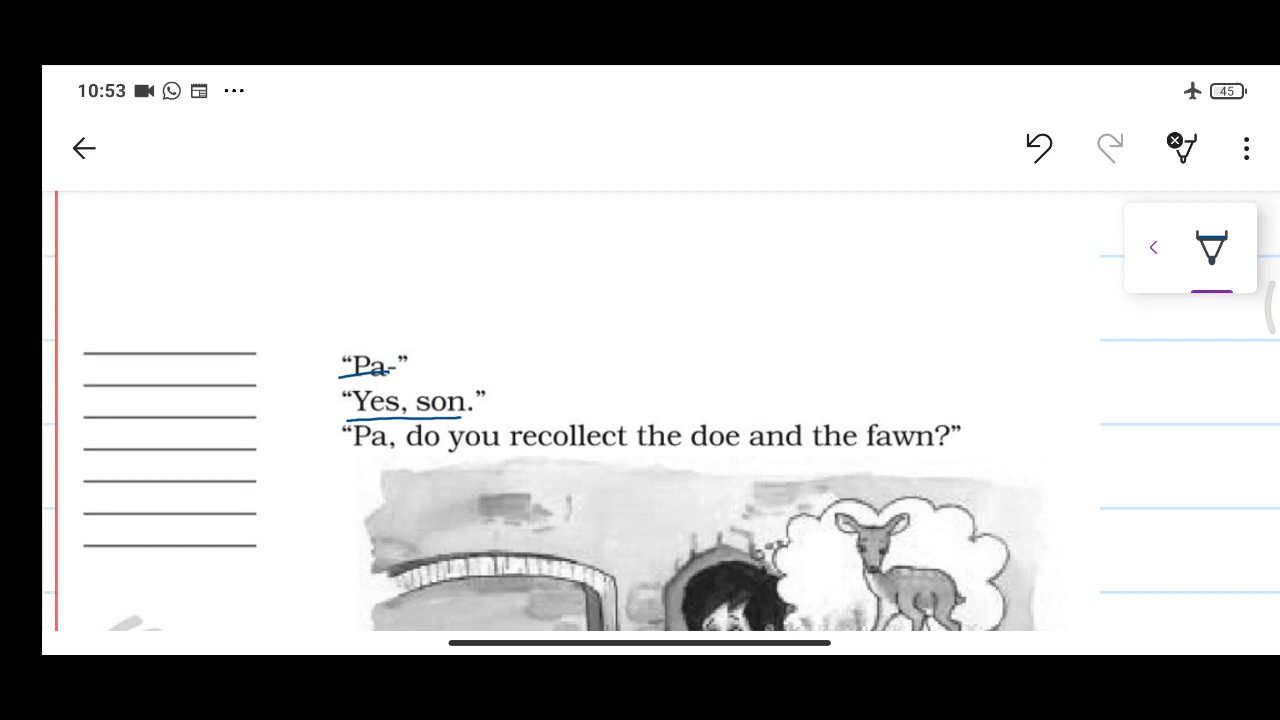 10:53
45
“Pa-”
“Yes, son.”
“Pa, do you recollect the doe and the fawn?”